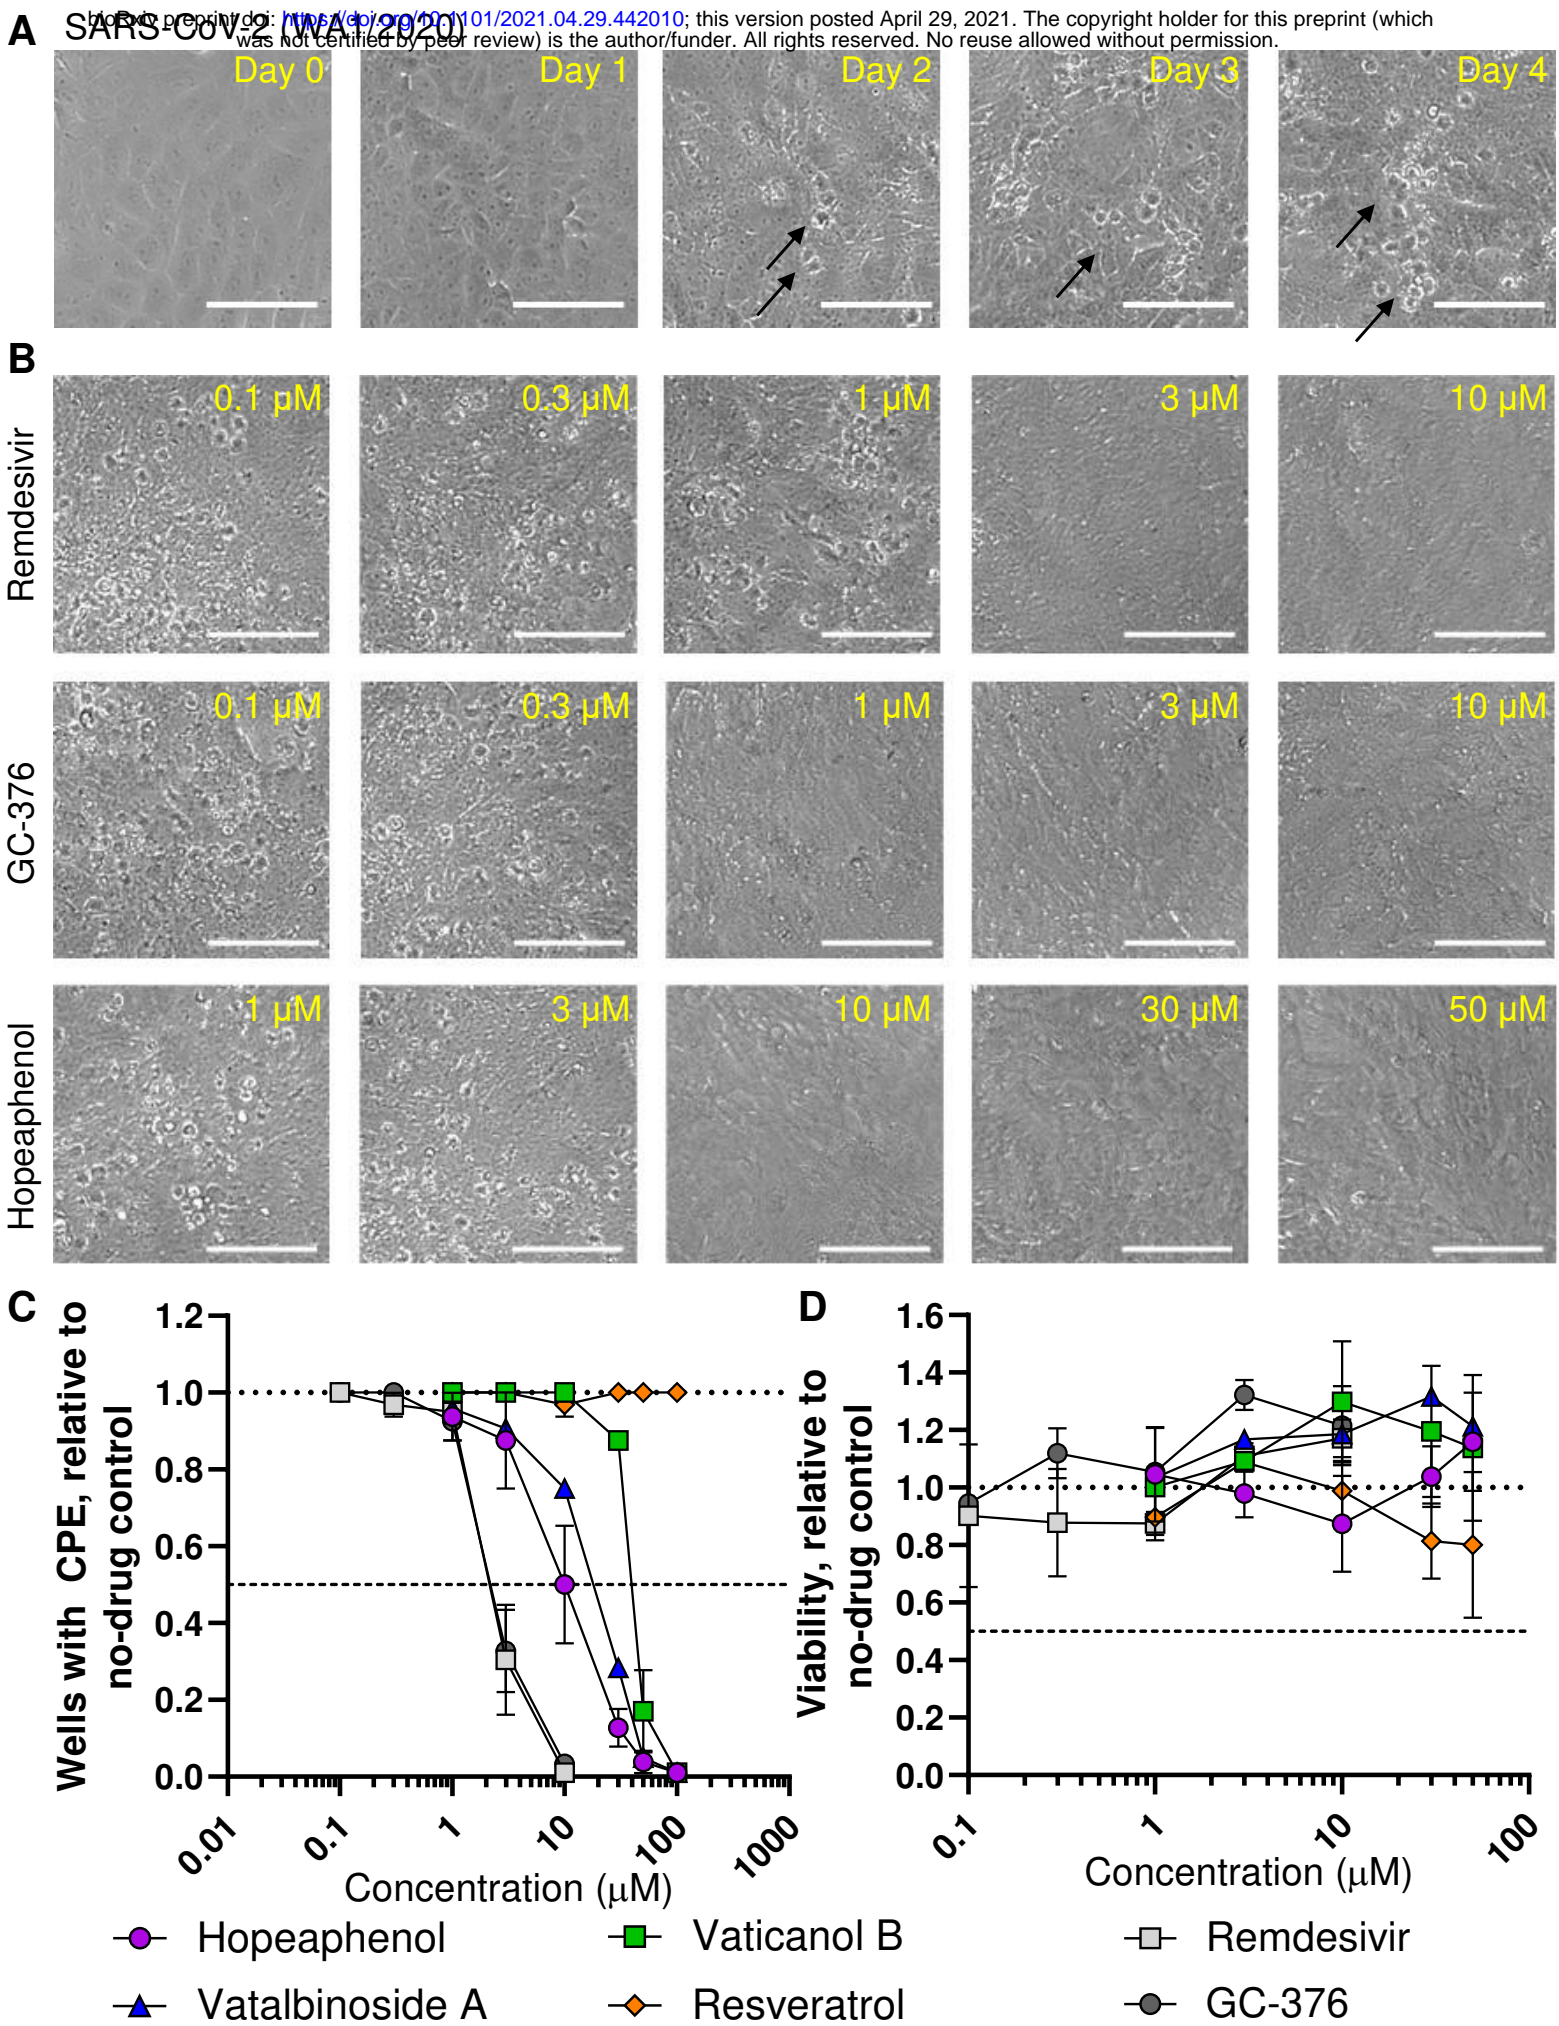 bioRxiv preprint doi: https://doi.org/10.1101/2021.04.29.442010; this version posted April 29, 2021. The copyright holder for this preprint (which
was not certified by peer review) is the author/funder. All rights reserved. No reuse allowed without permission.
A SARS-CoV-2 (WA1/2020)
Day 0 Day 1 Day 2 Day 3 Day 4
B
Remdesivir
0.1 µM 0.3 µM 1 µM 3 µM 10 µM
GC-376
0.1 µM 0.3 µM 1 µM 3 µM 10 µM
Hopeaphenol
1 µM 3 µM 10 µM 30 µM 50 µM
C
Wells with CPE, relative to
no-drug control
1.2
1.0
0.8
0.6
0.4
0.2
0.0
0.01 0.1 1 10 100 1000
Concentration (µM)
D
Viability, relative to
no-drug control
1.6
1.4
1.2
1.0
0.8
0.6
0.4
0.2
0.0
0.1 1 10 100
Concentration (µM)
Hopeaphenol Vaticanol B Remdesivir
Vatalbinoside A Resveratrol GC-376